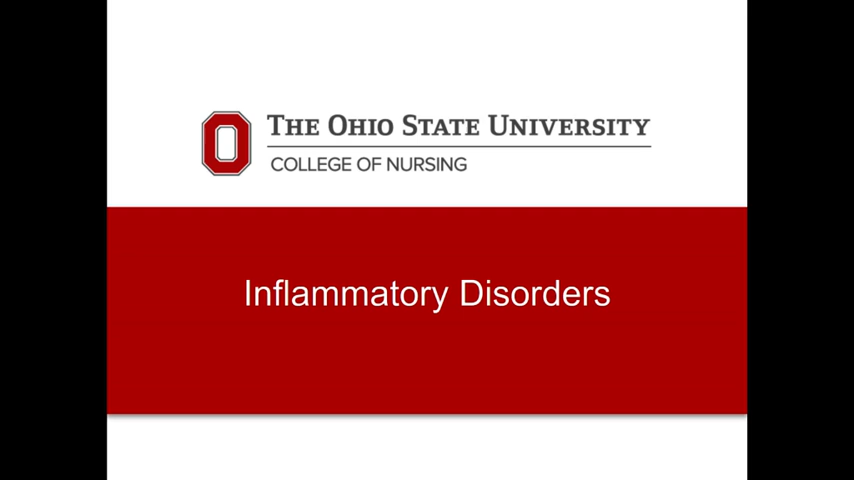 THE OHIO STATE UNIVERSITY
COLLEGE OF NURSING
Inflammatory Disorders